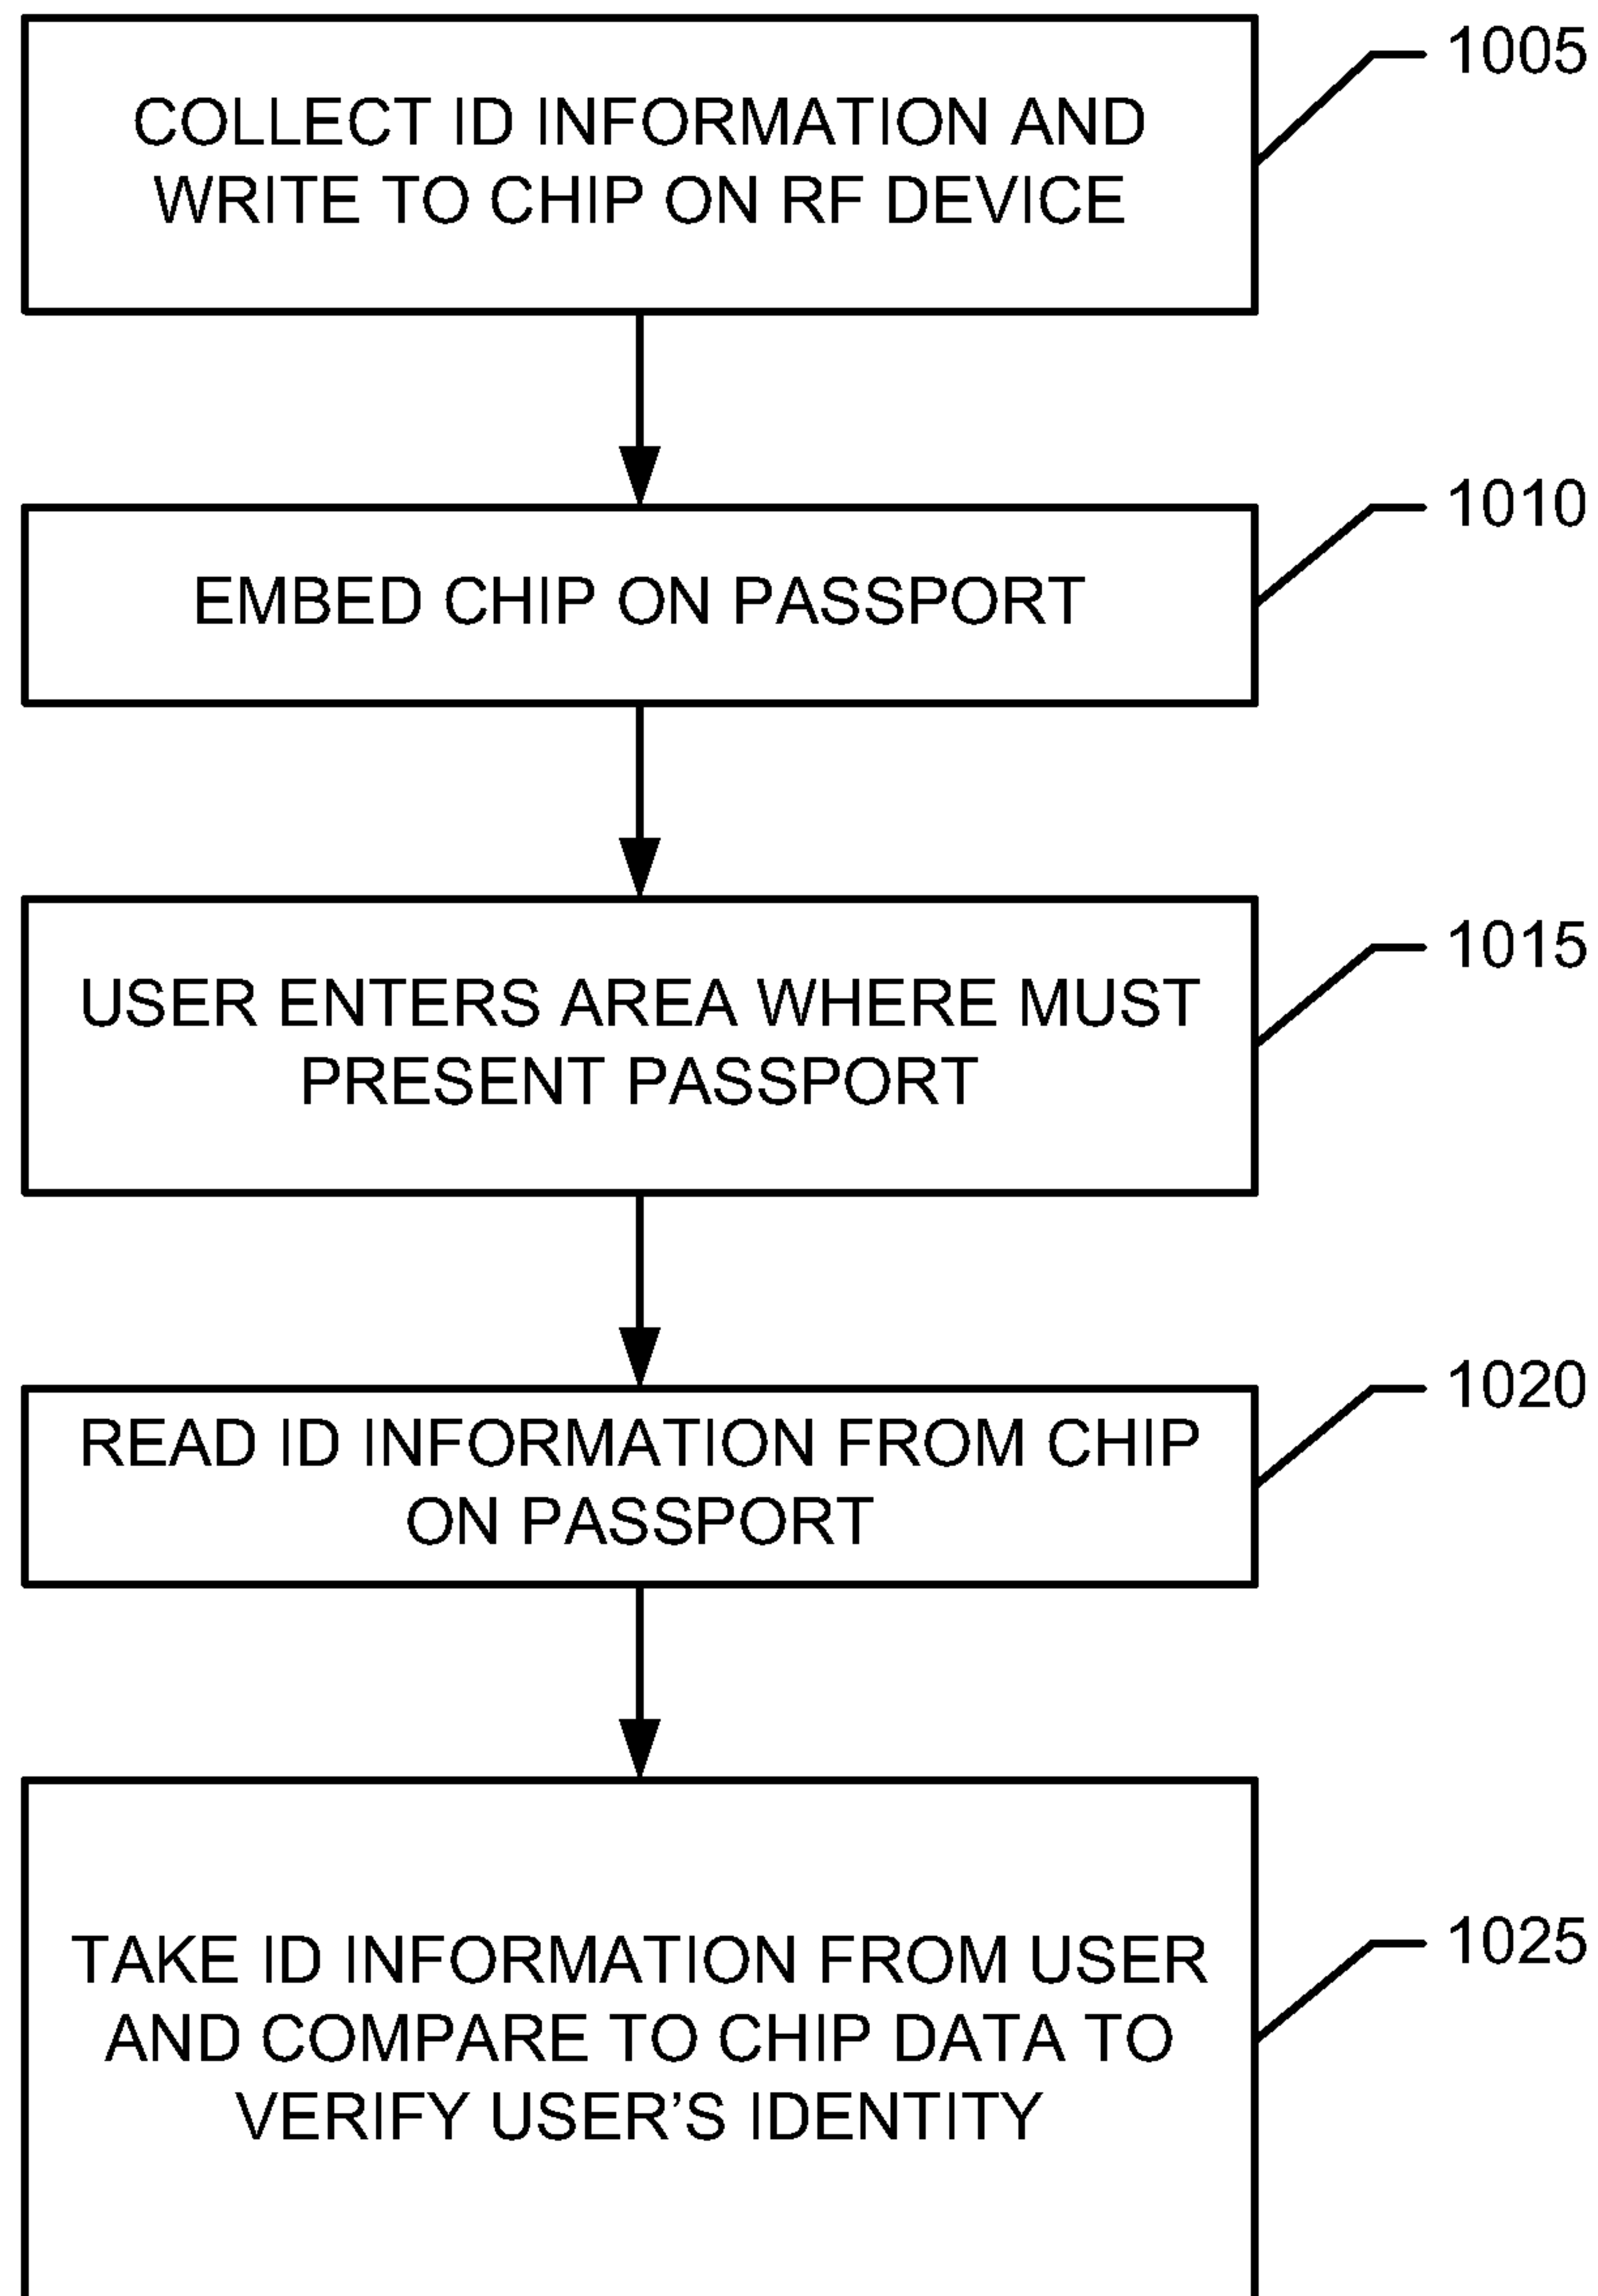 1005
COLLECT ID INFORMATION AND
WRITE TO CHIP ON RF DEVICE
1010
EMBED CHIP ON PASSPORT
1015
USER ENTERS AREA WHERE MUST
PRESENT PASSPORT
1020
READ ID INFORMATION FROM CHIP
ON PASSPORT
1025
TAKE ID INFORMATION FROM USER
AND COMPARE TO CHIP DATA TO
VERIFY USER’S IDENTITY